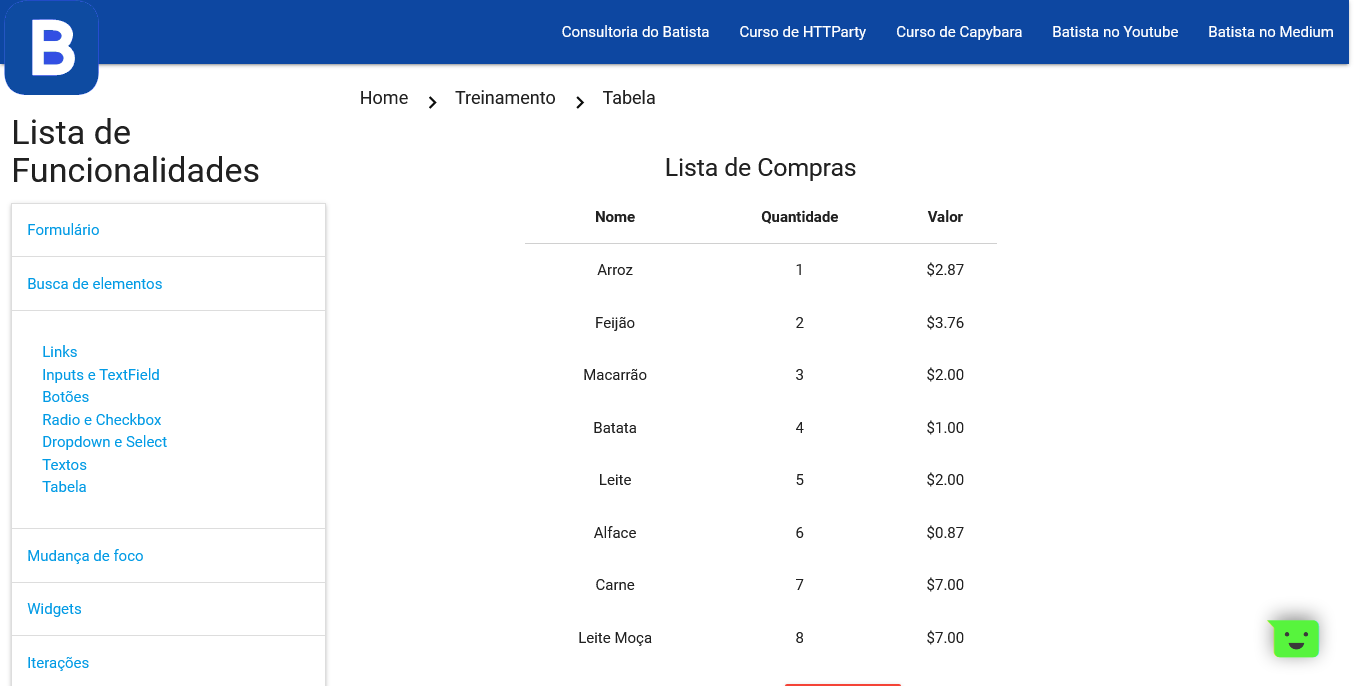 B
Consultoria do Batista Curso de HTTParty Curso de Capybara Batista no Youtube Batista no Medium
Home Treinamento Tabela
Lista de
Funcionalidades
Formulário
Busca de elementos
Links
Inputs e TextField
Botões
Radio e Checkbox
Dropdown e Select
Textos
Tabela
Mudança de foco
Widgets
Iterações
Lista de Compras
Nome Quantidade Valor
Arroz 1 $2.87
Feijão 2 $3.76
Macarrão 3 $2.00
Batata 4 $1.00
Leite 5 $2.00
Alface 6 $0.87
Carne 7 $7.00
Leite Moça 8 $7.00